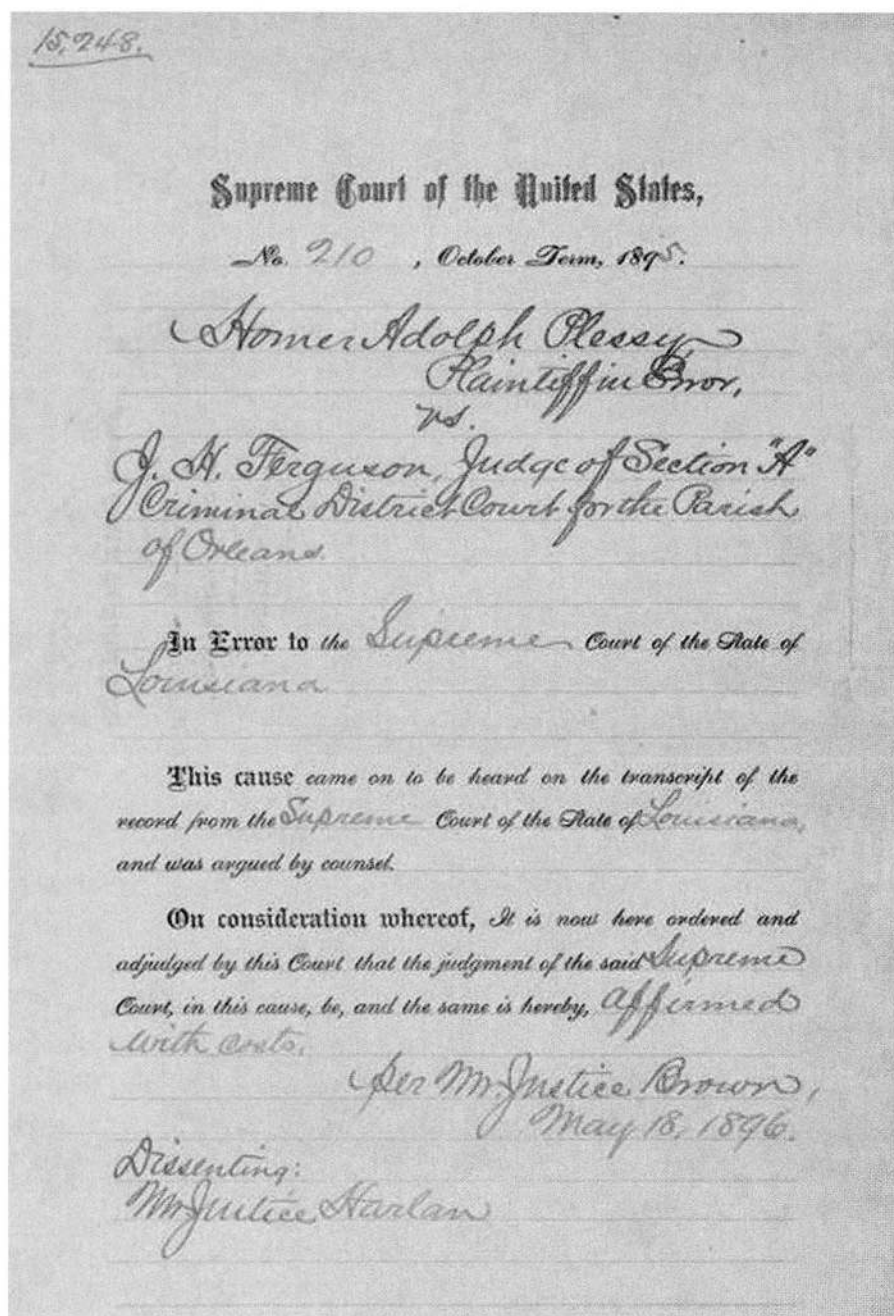 15,248.
Supreme Court of the United States,
No. 210, October Term, 1895.
Homer Adolph Plessy,
Plaintiff in Error,
vs.
J. H. Ferguson, Judge of Section "A"
Criminal District Court for the Parish
of Orleans.
In Error to the Supreme Court of the State of
Louisiana
This cause came on to be heard on the transcript of the
record from the Supreme Court of the State of Louisiana,
and was argued by counsel.
On consideration whereof, It is now here ordered and
adjudged by this Court that the judgment of the said Supreme
Court, in this cause, be, and the same is hereby, affirmed
with costs.
per Mr. Justice Brown,
May 18, 1896.
Dissenting:
Mr Justice Harlan